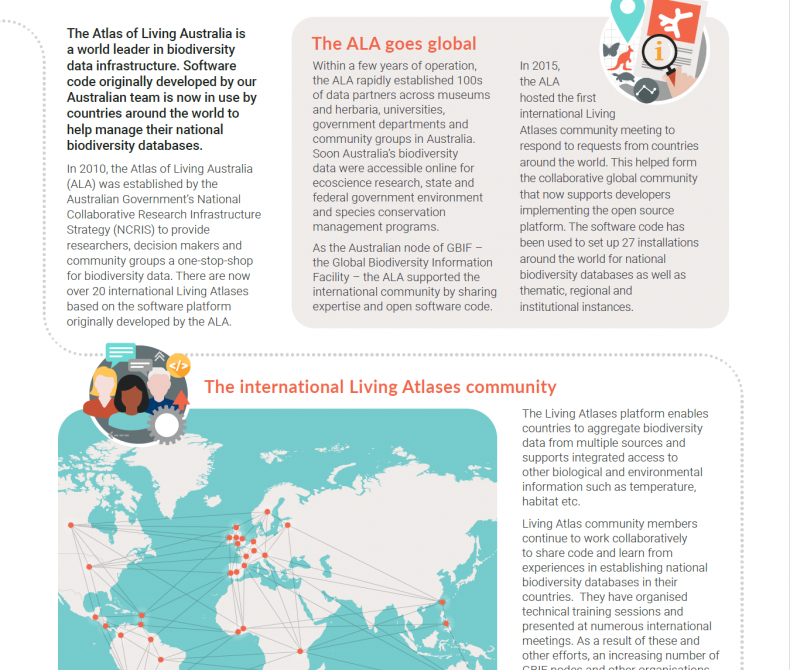 The Atlas of Living Australia is
a world leader in biodiversity
data infrastructure. Software
code originally developed by our
Australian team is now in use by
countries around the world to
help manage their national
biodiversity databases.
In 2010, the Atlas of Living Australia
(ALA) was established by the
Australian Government's National
Collaborative Research Infrastructure
Strategy (NCRIS) to provide
researchers, decision makers and
community groups a one-stop-shop
for biodiversity data. There are now
over 20 international Living Atlases
based on the software platform
originally developed by the ALA.
The ALA goes global
Within a few years of operation,
the ALA rapidly established 100s
of data partners across museums
and herbaria, universities,
government departments and
community groups in Australia.
Soon Australia's biodiversity
data were accessible online for
ecoscience research, state and
federal government environment
and species conservation
management programs.
As the Australian node of GBIF –
the Global Biodiversity Information
Facility – the ALA supported the
international community by sharing
expertise and open software code.
In 2015,
the ALA
hosted the first
international Living
Atlases community meeting to
respond to requests from countries
around the world. This helped form
the collaborative global community
that now supports developers
implementing the open source
platform. The software code has
been used to set up 27 installations
around the world for national
biodiversity databases as well as
thematic, regional and
institutional instances.
i
</>
The international Living Atlases community
The Living Atlases platform enables
countries to aggregate biodiversity
data from multiple sources and
supports integrated access to
other biological and environmental
information such as temperature,
habitat etc.
Living Atlas community members
continue to work collaboratively
to share code and learn from
experiences in establishing national
biodiversity databases in their
countries. They have organised
technical training sessions and
presented at numerous international
meetings. As a result of these and
other efforts, an increasing number of
GBIF nodes and other organisations